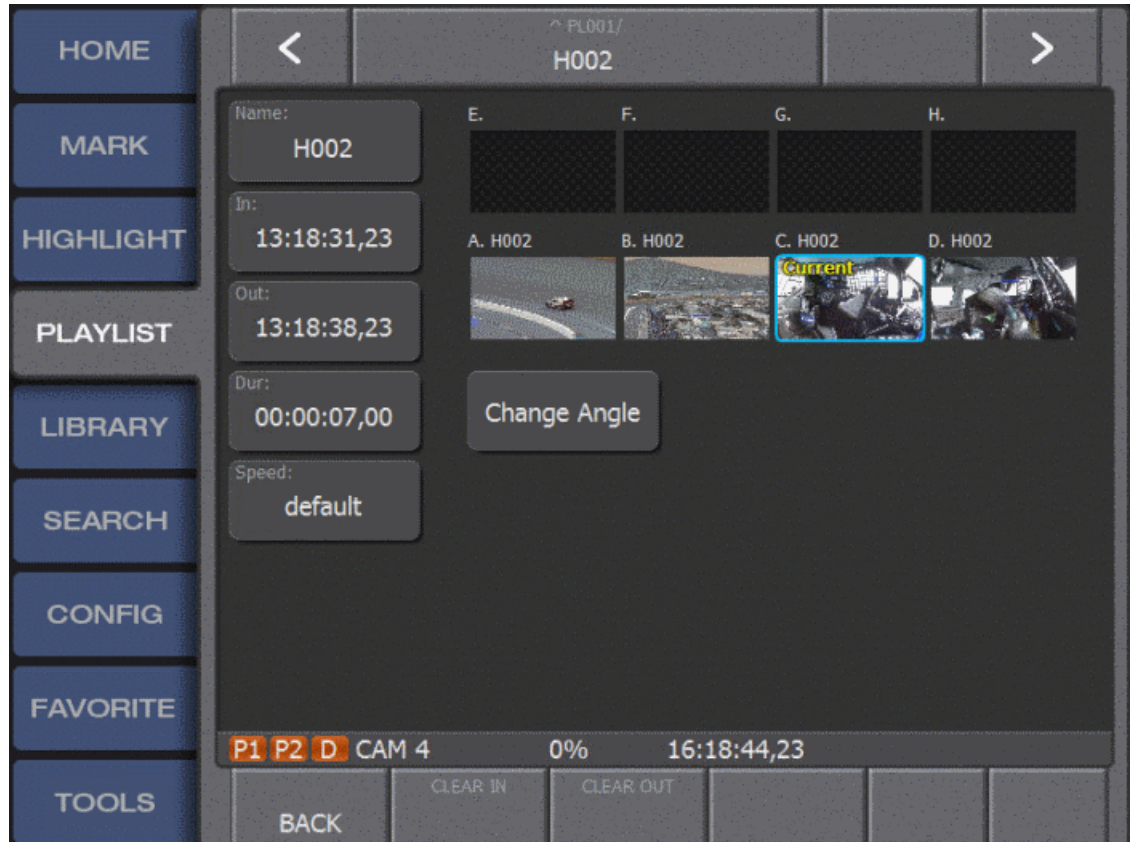 HOME
MARK
HIGHLIGHT
PLAYLIST
LIBRARY
SEARCH
CONFIG
FAVORITE
TOOLS
<
^ PL001/
H002
>
Name:
H002
In:
13:18:31,23
Out:
13:18:38,23
Dur:
00:00:07,00
Speed:
default
E. F. G. H.
A. H002 B. H002 C. H002 D. H002
Current
Change Angle
P1 P2 D CAM 4 0% 16:18:44,23
BACK
CLEAR IN
CLEAR OUT